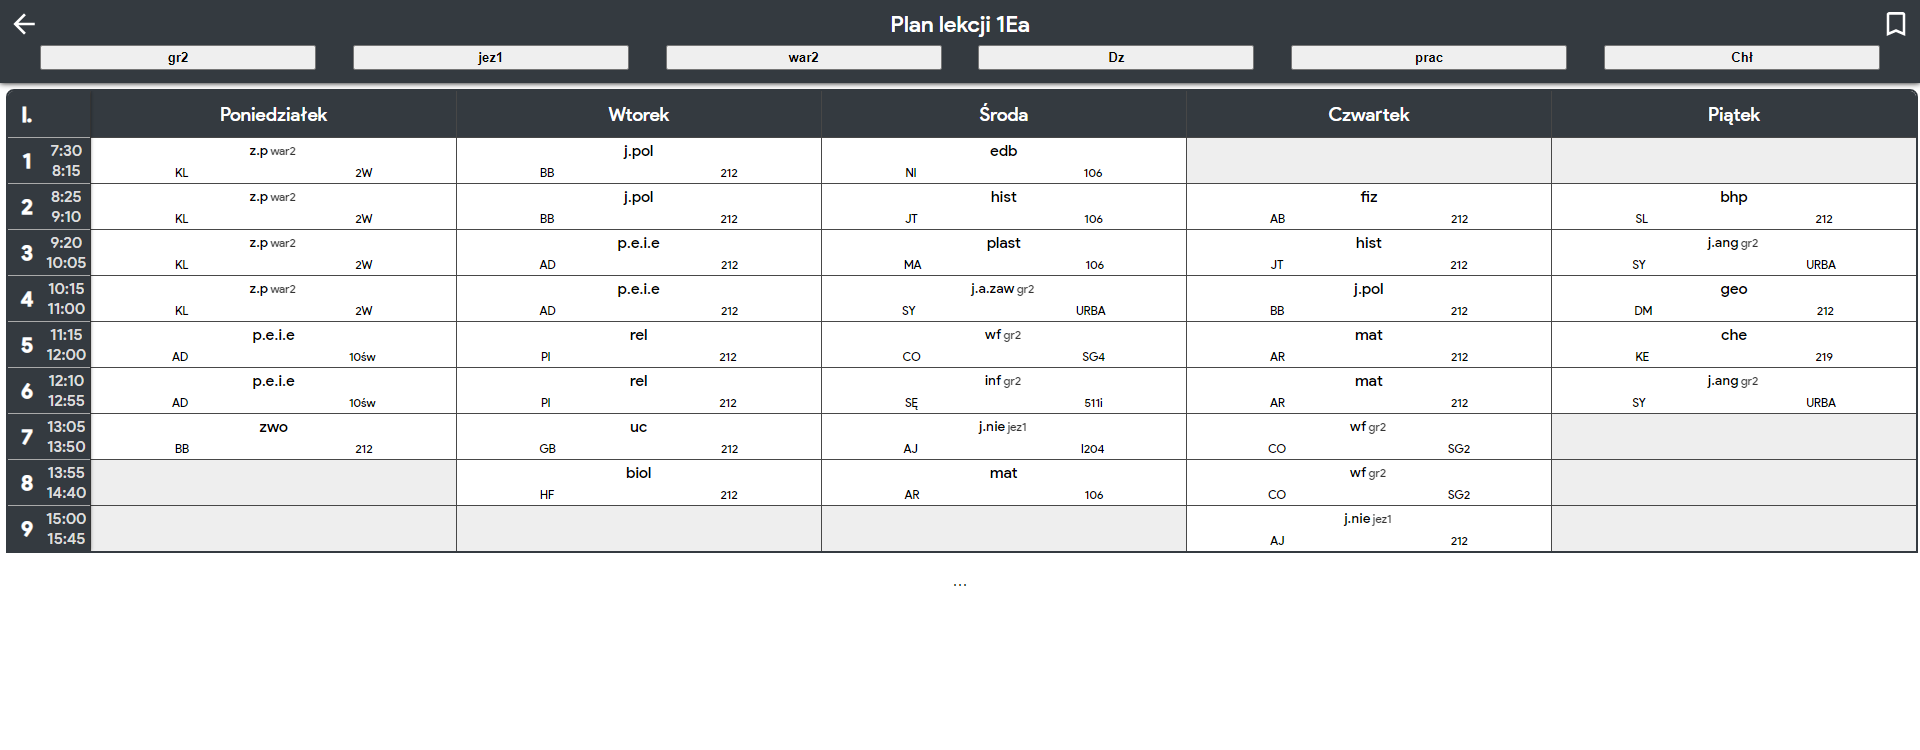 Plan lekcji 1Ea
gr2 jez1 war2 Dz prac Chł
l. Poniedziałek Wtorek Środa Czwartek Piątek
1 7:30 8:15 z.p war2 KL 2W j.pol BB 212 edb NI 106
2 8:25 9:10 z.p war2 KL 2W j.pol BB 212 hist JT 106 fiz AB 212 bhp SL 212
3 9:20 10:05 z.p war2 KL 2W p.e.i.e AD 212 plast MA 106 hist JT 212 j.ang gr2 SY URBA
4 10:15 11:00 z.p war2 KL 2W p.e.i.e AD 212 j.a.zaw gr2 SY URBA j.pol BB 212 geo DM 212
5 11:15 12:00 p.e.i.e AD 10św rel PI 212 wf gr2 CO SG4 mat AR 212 che KE 219
6 12:10 12:55 p.e.i.e AD 10św rel PI 212 inf gr2 SĘ 511i mat AR 212 j.ang gr2 SY URBA
7 13:05 13:50 zwo BB 212 uc GB 212 j.nie jez1 AJ I204 wf gr2 CO SG2
8 13:55 14:40 biol HF 212 mat AR 106 wf gr2 CO SG2
9 15:00 15:45 j.nie jez1 AJ 212
...